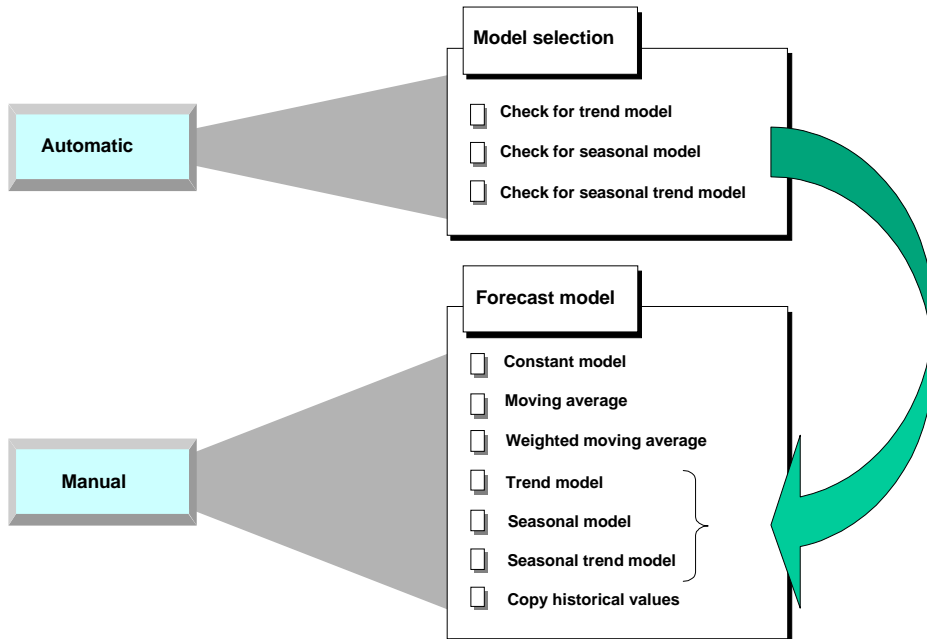 Model selection
Check for trend model
Automatic
Check for seasonal model
Check for seasonal trend model
Forecast model
Constant model
Moving average
Weighted moving average
Manual
Trend model
Seasonal model
Seasonal trend model
Copy historical values